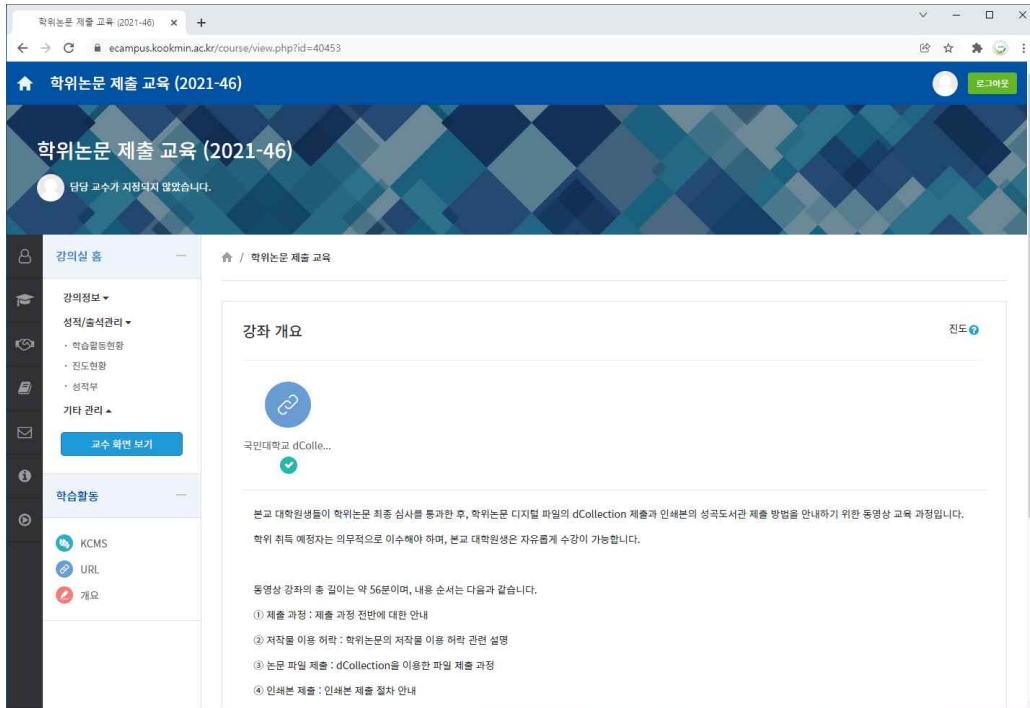 학위논문 제출 교육 (2021-46)
ecampus.kookmin.ac.kr/course/view.php?id=40453
학위논문 제출 교육 (2021-46)
로그아웃
학위논문 제출 교육 (2021-46)
담당 교수가 지정되지 않았습니다.
강의실 홈
/ 학위논문 제출 교육
강의정보
성적/출석관리
· 학습활동현황
· 진도현황
· 성적부
기타 관리
교수 화면 보기
학습활동
KCMS
URL
개요
강좌 개요
진도
국민대학교 dColle...
본교 대학원생들이 학위논문 최종 심사를 통과한 후, 학위논문 디지털 파일의 dCollection 제출과 인쇄본의 성곡도서관 제출 방법을 안내하기 위한 동영상 교육 과정입니다.
학위 취득 예정자는 의무적으로 이수해야 하며, 본교 대학원생은 자유롭게 수강이 가능합니다.
동영상 강좌의 총 길이는 약 56분이며, 내용 순서는 다음과 같습니다.
① 제출 과정 : 제출 과정 전반에 대한 안내
② 저작물 이용 허락 : 학위논문의 저작물 이용 허락 관련 설명
③ 논문 파일 제출 : dCollection을 이용한 파일 제출 과정
④ 인쇄본 제출 : 인쇄본 제출 절차 안내